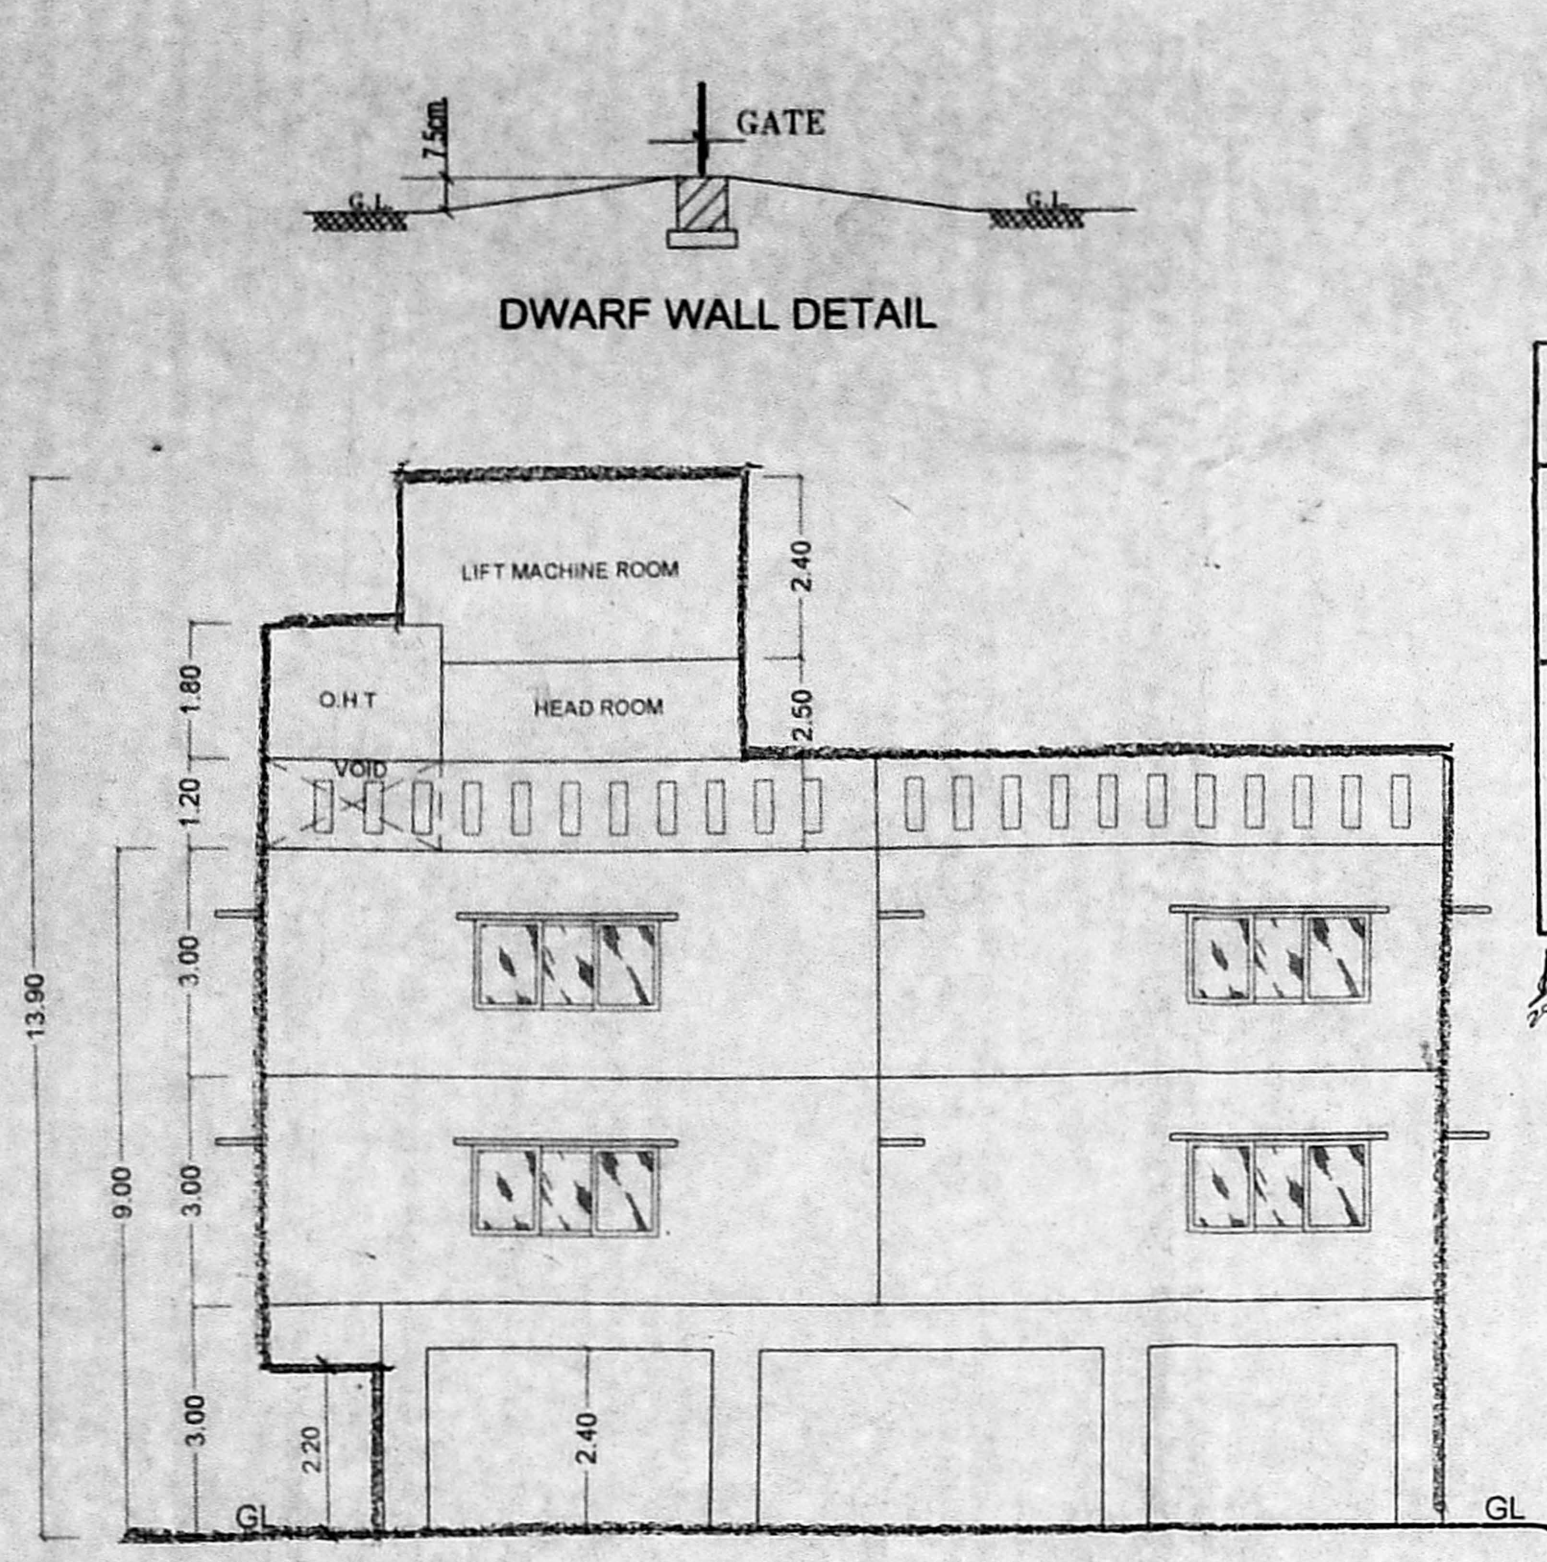 7.5cm
GATE
G.L.
G.L.
DWARF WALL DETAIL
LIFT MACHINE ROOM
2.40
1.80
O.H T
HEAD ROOM
2.50
VOID
1.20
3.00
13.90
9.00
3.00
3.00
2.20
2.40
GL
GL